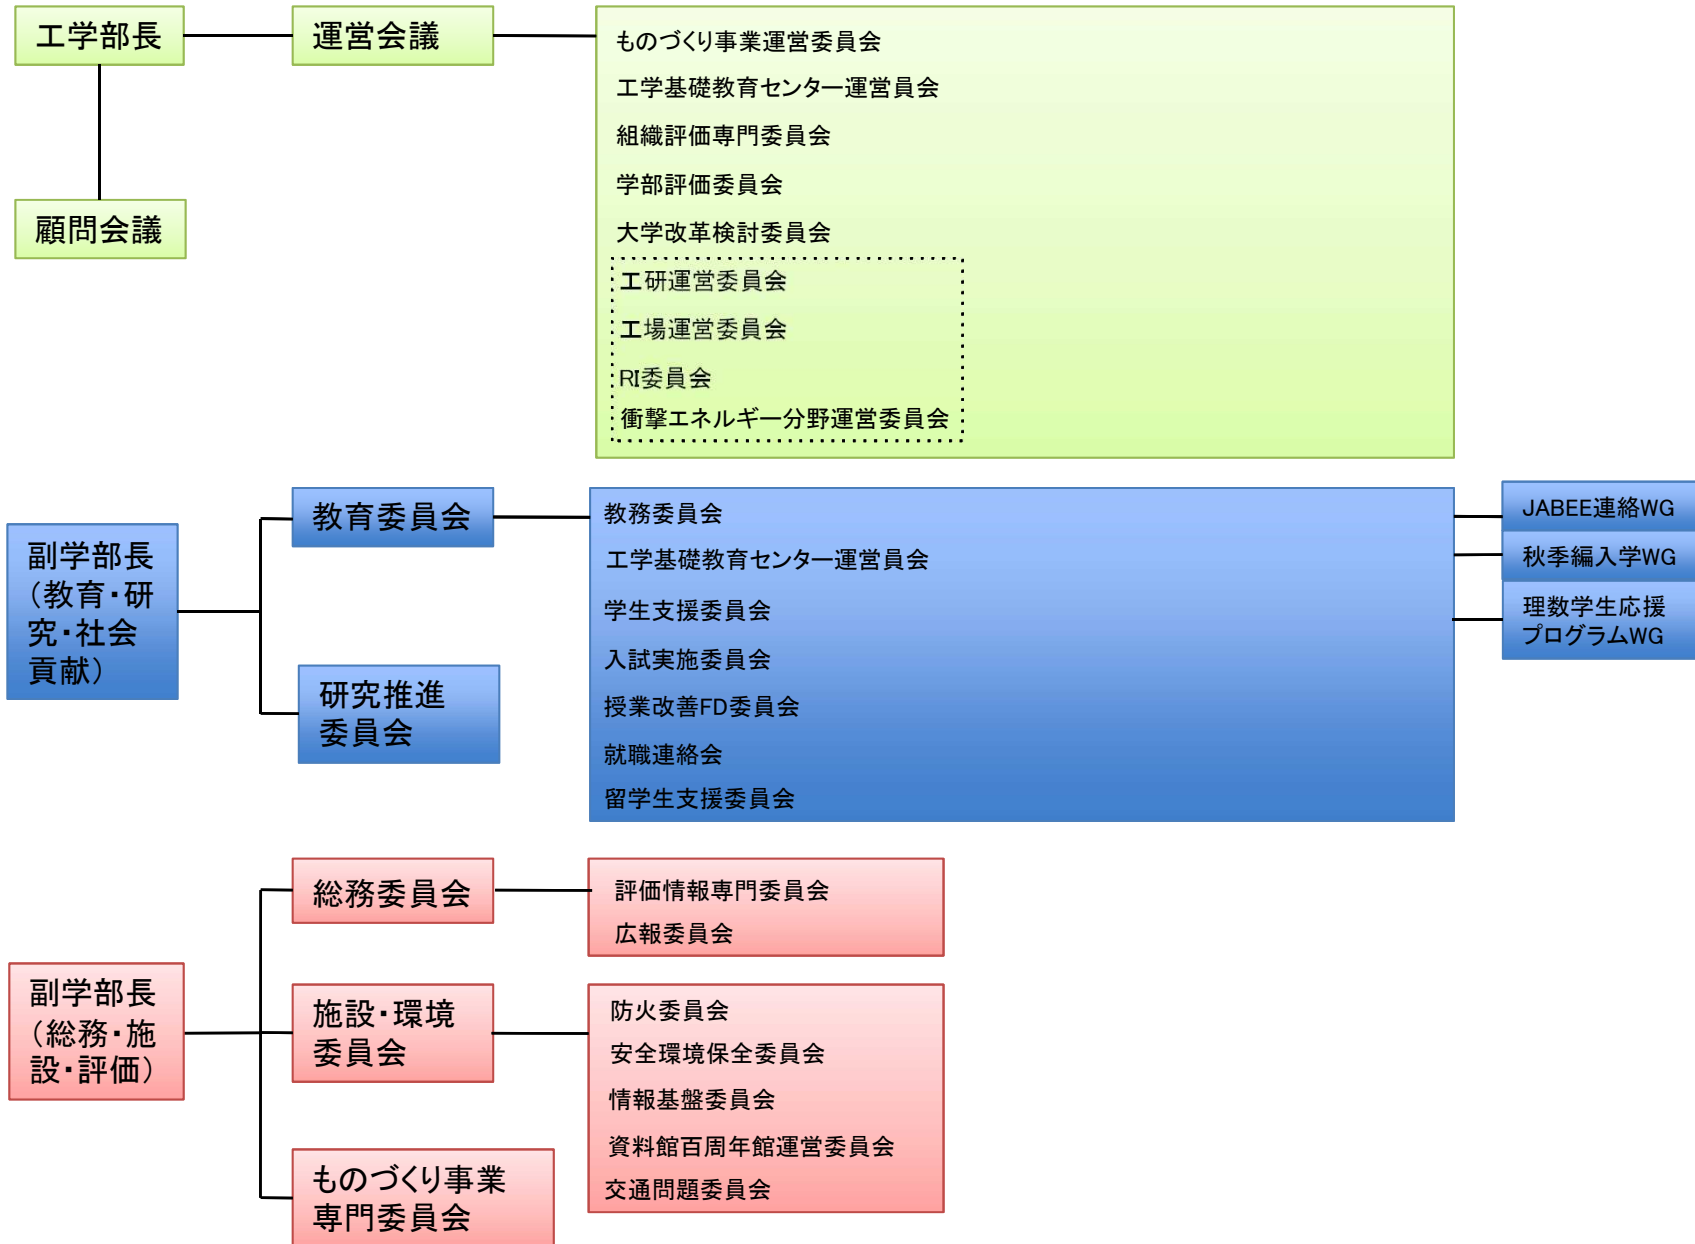 工学部長
運営会議
ものづくり事業運営委員会
工学基礎教育センター運営員会
組織評価専門委員会
学部評価委員会
大学改革検討委員会
工研運営委員会
工場運営委員会
RI委員会
衝撃エネルギー分野運営委員会
顧問会議
副学部長
（教育・研
究・社会
貢献）
教育委員会
研究推進
委員会
教務委員会
工学基礎教育センター運営員会
学生支援委員会
入試実施委員会
授業改善FD委員会
就職連絡会
留学生支援委員会
JABEE連絡WG
秋季編入学WG
理数学生応援
プログラムWG
副学部長
（総務・施
設・評価）
総務委員会
評価情報専門委員会
広報委員会
施設・環境
委員会
防火委員会
安全環境保全委員会
情報基盤委員会
資料館百周年館運営委員会
交通問題委員会
ものづくり事業
専門委員会